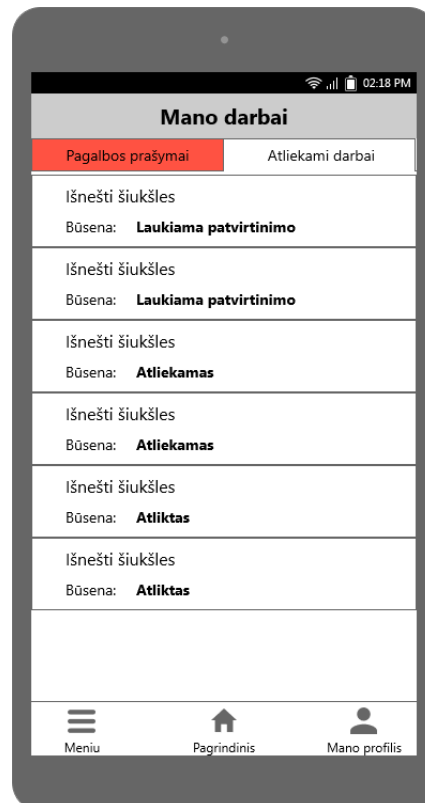 02:18 PM
Mano darbai
Pagalbos prašymai Atliekami darbai
Išnešti šiukšles
Būsena: Laukiama patvirtinimo
Išnešti šiukšles
Būsena: Laukiama patvirtinimo
Išnešti šiukšles
Būsena: Atliekamas
Išnešti šiukšles
Būsena: Atliekamas
Išnešti šiukšles
Būsena: Atliktas
Išnešti šiukšles
Būsena: Atliktas
Meniu Pagrindinis Mano profilis